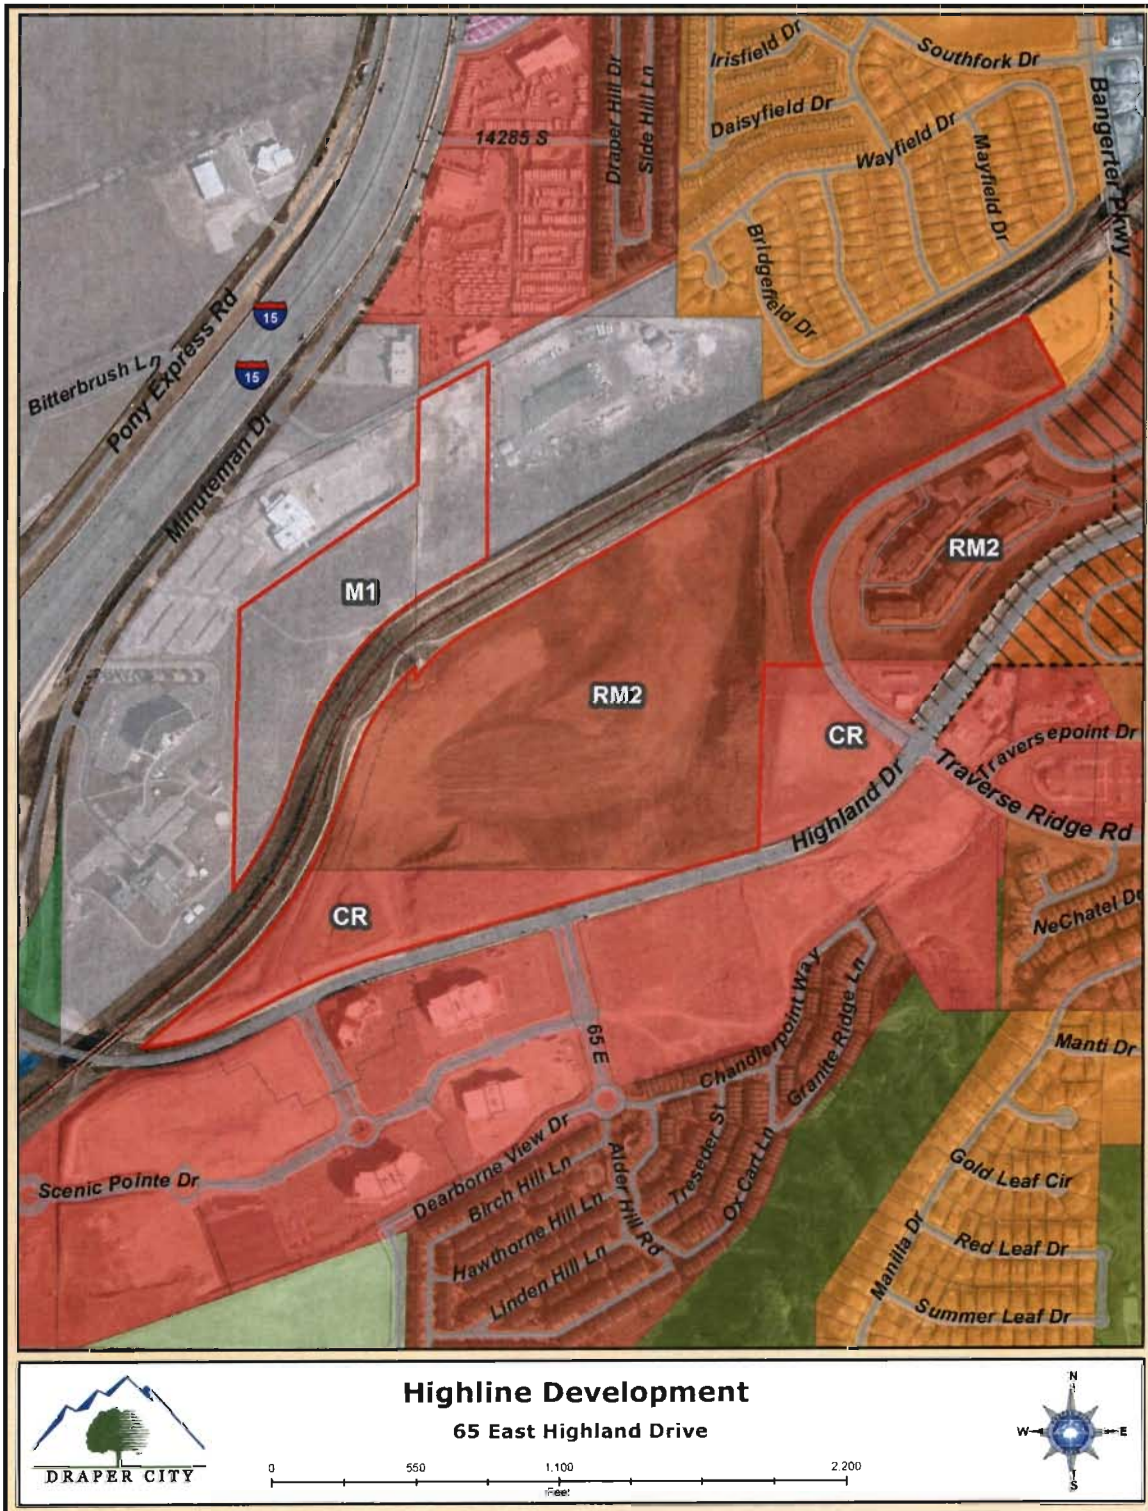 Irisfield Dr
Southfork Dr
Daisyfield Dr
Wayfield Dr
Mayfield Dr
Bangerter Pkwy
Bridgefield Dr
14285 S
Draper Hill Dr
Side Hill Ln
15
15
Bitterbrush Ln
Pony Express Rd
Minuteman Dr
M1
RM2
RM2
CR
Highland Dr
Traversepoint Dr
Traverse Ridge Rd
NeChatel Dr
CR
65 E
Chandlerpoint Way
Granite Ridge Ln
Manti Dr
Scenic Pointe Dr
Dearborne View Dr
Birch Hill Ln
Hawthorne Hill Ln
Linden Hill Ln
Alder Hill Rd
Treseder St
Ox Cart Ln
Gold Leaf Cir
Manilla Dr
Red Leaf Dr
Summer Leaf Dr
DRAPER CITY
Highline Development
65 East Highland Drive
0 550 1,100 2,200
Feet
N
W E
S